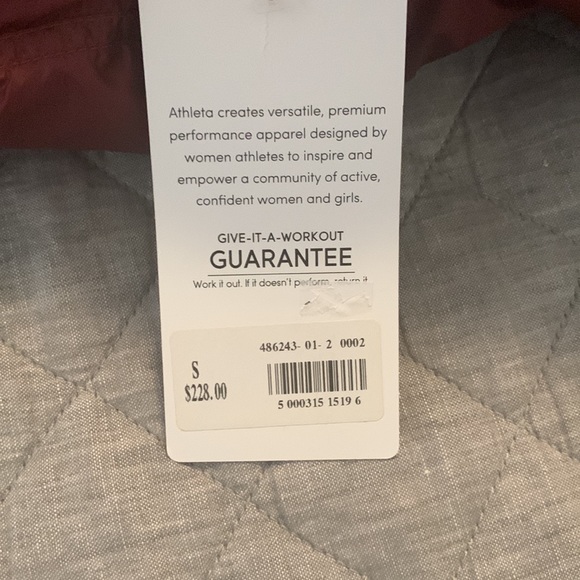 Athleta creates versatile, premium
performance apparel designed by
women athletes to inspire and
empower a community of active,
confident women and girls.
GIVE-IT-A-WORKOUT
GUARANTEE
Work it out. If it doesn't perform, return it
486243- 01- 2 0002
S
$228.00
5 000315 15196